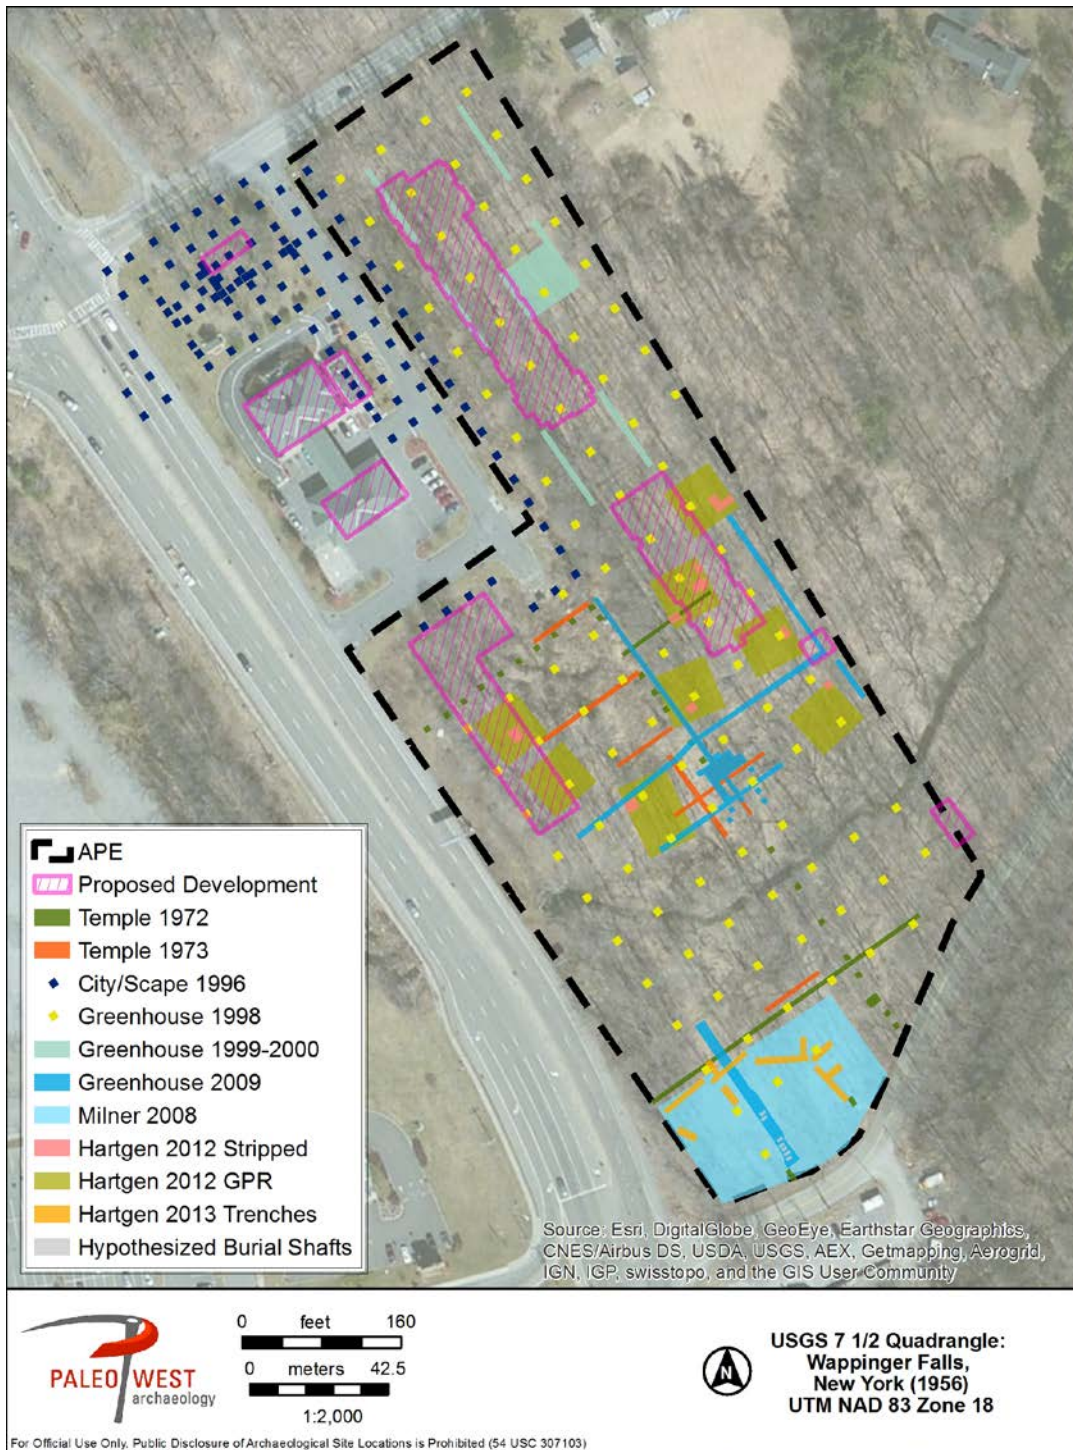 APE
Proposed Development
Temple 1972
Temple 1973
City/Scape 1996
Greenhouse 1998
Greenhouse 1999-2000
Greenhouse 2009
Milner 2008
Hartgen 2012 Stripped
Hartgen 2012 GPR
Hartgen 2013 Trenches
Hypothesized Burial Shafts
Source: Esri, DigitalGlobe, GeoEye, Earthstar Geographics,
CNES/Airbus DS, USDA, USGS, AEX, Getmapping, Aerogrid,
IGN, IGP, swisstopo, and the GIS User Community
PALEO WEST
archaeology
0 feet 160
0 meters 42.5
1:2,000
N
USGS 7 1/2 Quadrangle:
Wappinger Falls,
New York (1956)
UTM NAD 83 Zone 18
For Official Use Only. Public Disclosure of Archaeological Site Locations is Prohibited (54 USC 307103)